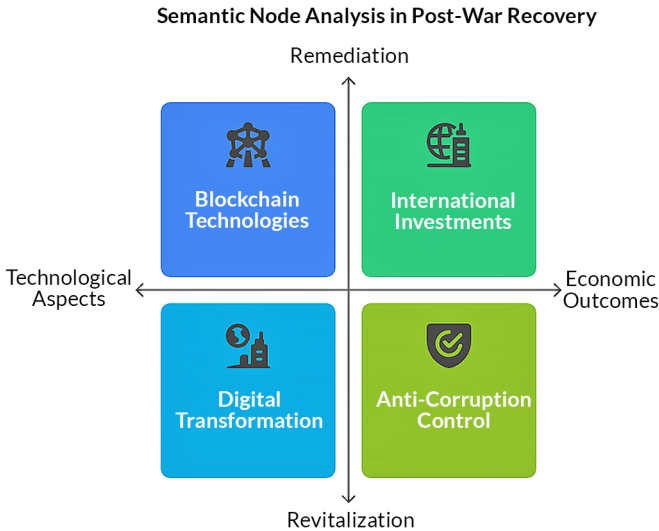 Semantic Node Analysis in Post-War Recovery
Remediation
Blockchain
Technologies
International
Investments
Technological
Aspects
Economic
Outcomes
Digital
Transformation
Anti-Corruption
Control
Revitalization